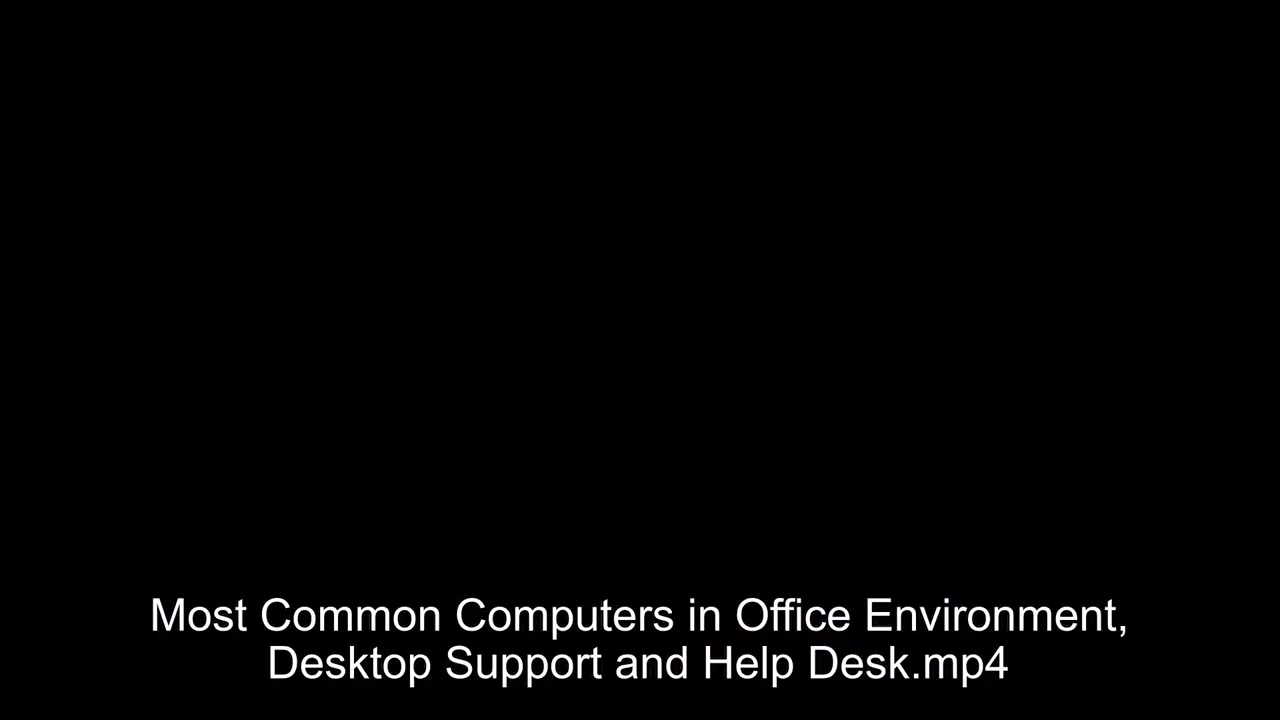 Most Common Computers in Office Environment,
Desktop Support and Help Desk.mp4